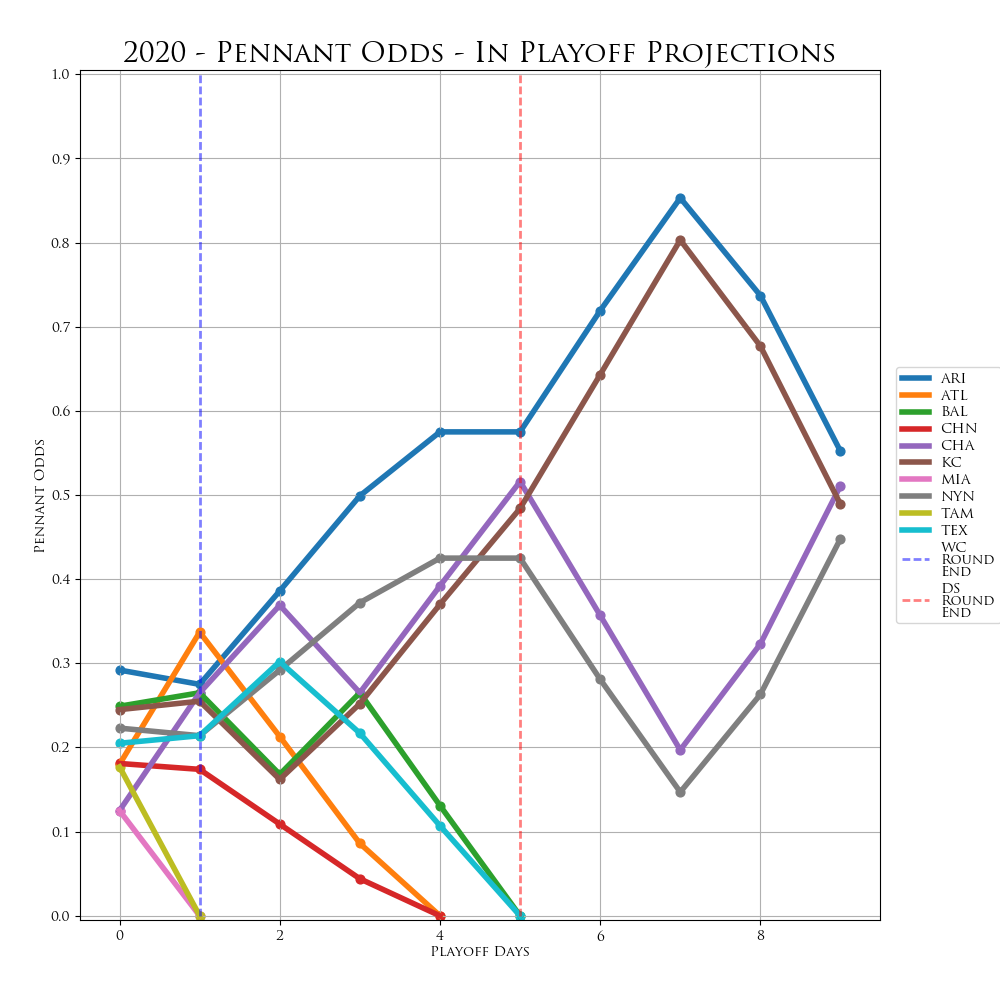 2020 - Pennant Odds - In Playoff Projections
1.0
0.9
0.8
0.7
0.6
0.5
0.4
0.3
0.2
0.1
0.0
Pennant Odds
0
2
4
6
8
Playoff Days
ARI
ATL
BAL
CHN
CHA
KC
MIA
NYN
TAM
TEX
WC
Round
End
DS
Round
End